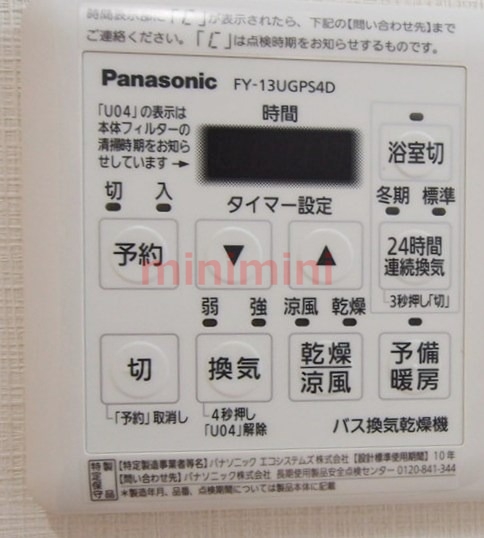 時間表示部に「[」が表示されたら、下記の【問い合わせ先】まで
ご連絡ください。「[」は点検時期をお知らせするものです。
Panasonic FY-13UGPS4D
「U04」の表示は
本体フィルターの
清掃時期をお知ら
せしています→
時間
浴室切
切 入
タイマー設定
冬期 標準
予約
▼
▲
24時間
連続換気
3秒押し「切」
minimini
弱 強 涼風 乾燥
切
換気
乾燥
涼風
予備
暖房
「予約」取消し
4秒押し
「U04」解除
バス換気乾燥機
特定保守製品
【特定製造事業者等名】パナソニック エコシステムズ株式会社【設計標準使用期間】10年
【問い合わせ先】パナソニック株式会社 長期使用製品安全点検センター 0120-841-344
*製造年月、品番、点検期間については製品本体に記載